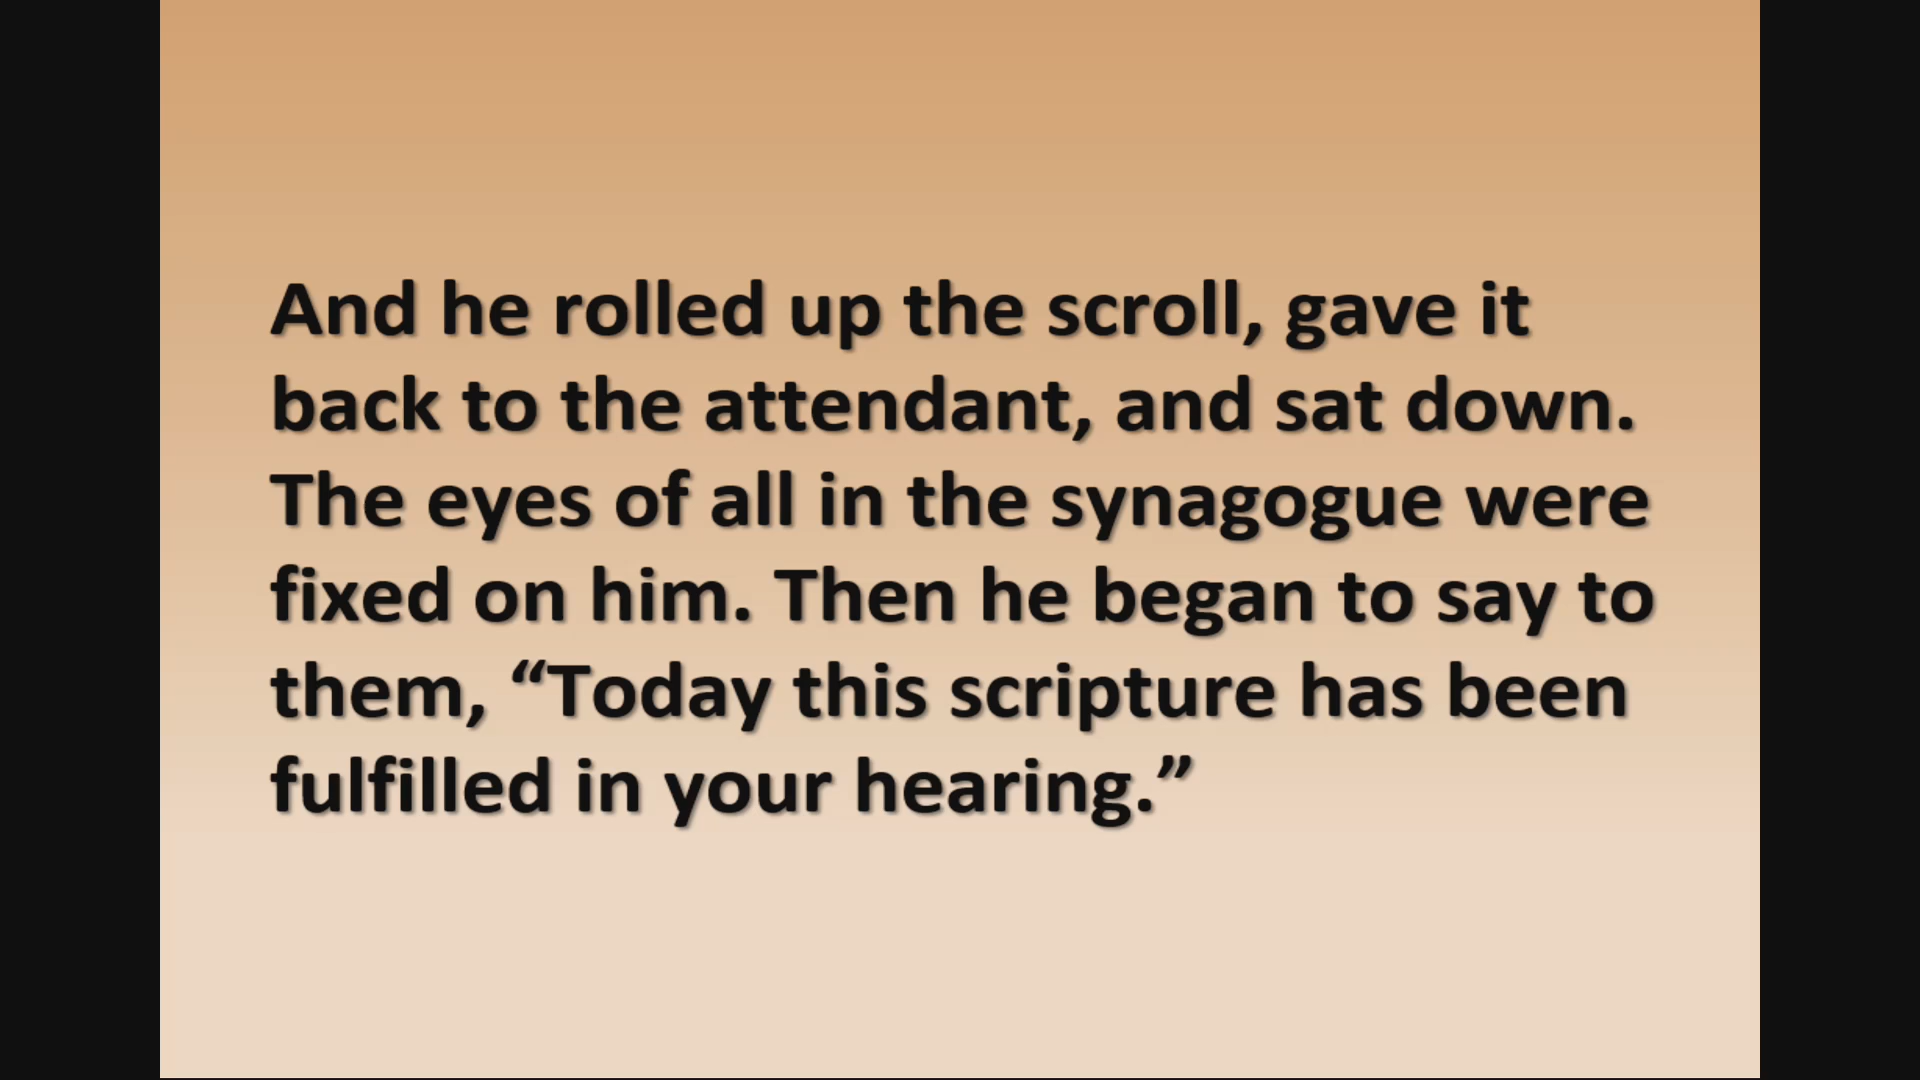 And he rolled up the scroll, gave it
back to the attendant, and sat down.
The eyes of all in the synagogue were
fixed on him. Then he began to say to
them, “Today this scripture has been
fulfilled in your hearing.”